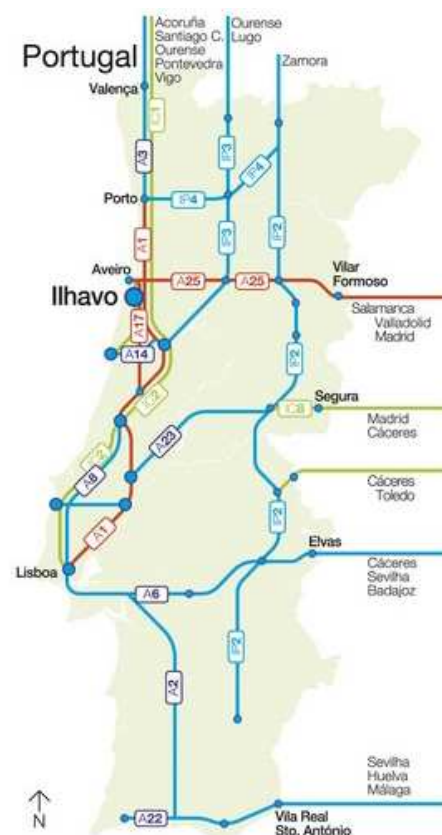 Portugal
Acoruña
Santiago C.
Ourense
Pontevedra
Vigo
Ourense
Lugo
Zamora
Valença
IC1
A3
IP3
IP4
Porto
IP4
A1
IP3
IP2
Aveiro
A25
A25
Vilar
Formoso
Ilhavo
A17
Salamanca
Valladolid
Madrid
A14
IP2
IC2
Segura
IC8
Madrid
Cáceres
IC2
A23
A8
Cáceres
Toledo
IP2
A1
Elvas
Lisboa
A6
Cáceres
Sevilha
Badajoz
IP2
A2
Sevilha
Huelva
Málaga
A22
Vila Real
Sto. António
N